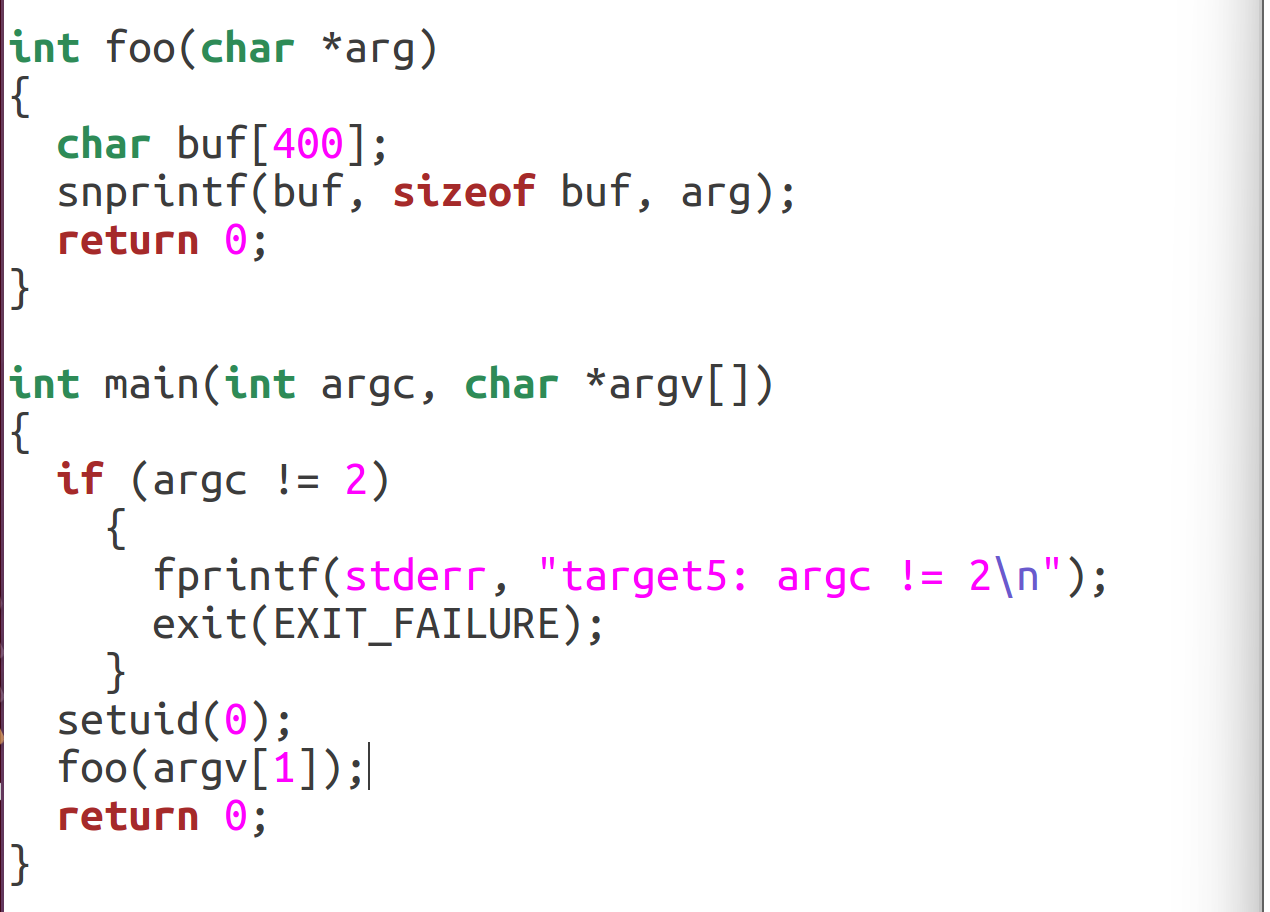 int foo(char *arg)
{
  char buf[400];
  snprintf(buf, sizeof buf, arg);
  return 0;
}

int main(int argc, char *argv[])
{
  if (argc != 2)
    {
      fprintf(stderr, "target5: argc != 2\n");
      exit(EXIT_FAILURE);
    }
  setuid(0);
  foo(argv[1]);
  return 0;
}